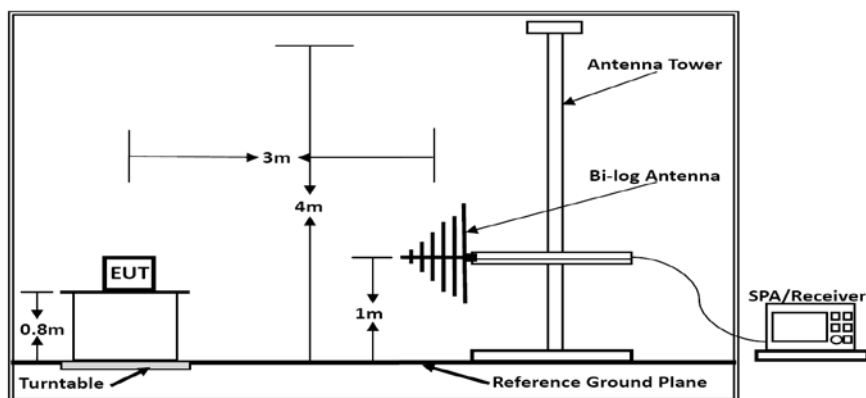 Antenna Tower
3m
Bi-log Antenna
4m
EUT
SPA/Receiver
0.8m
1m
Turntable
Reference Ground Plane